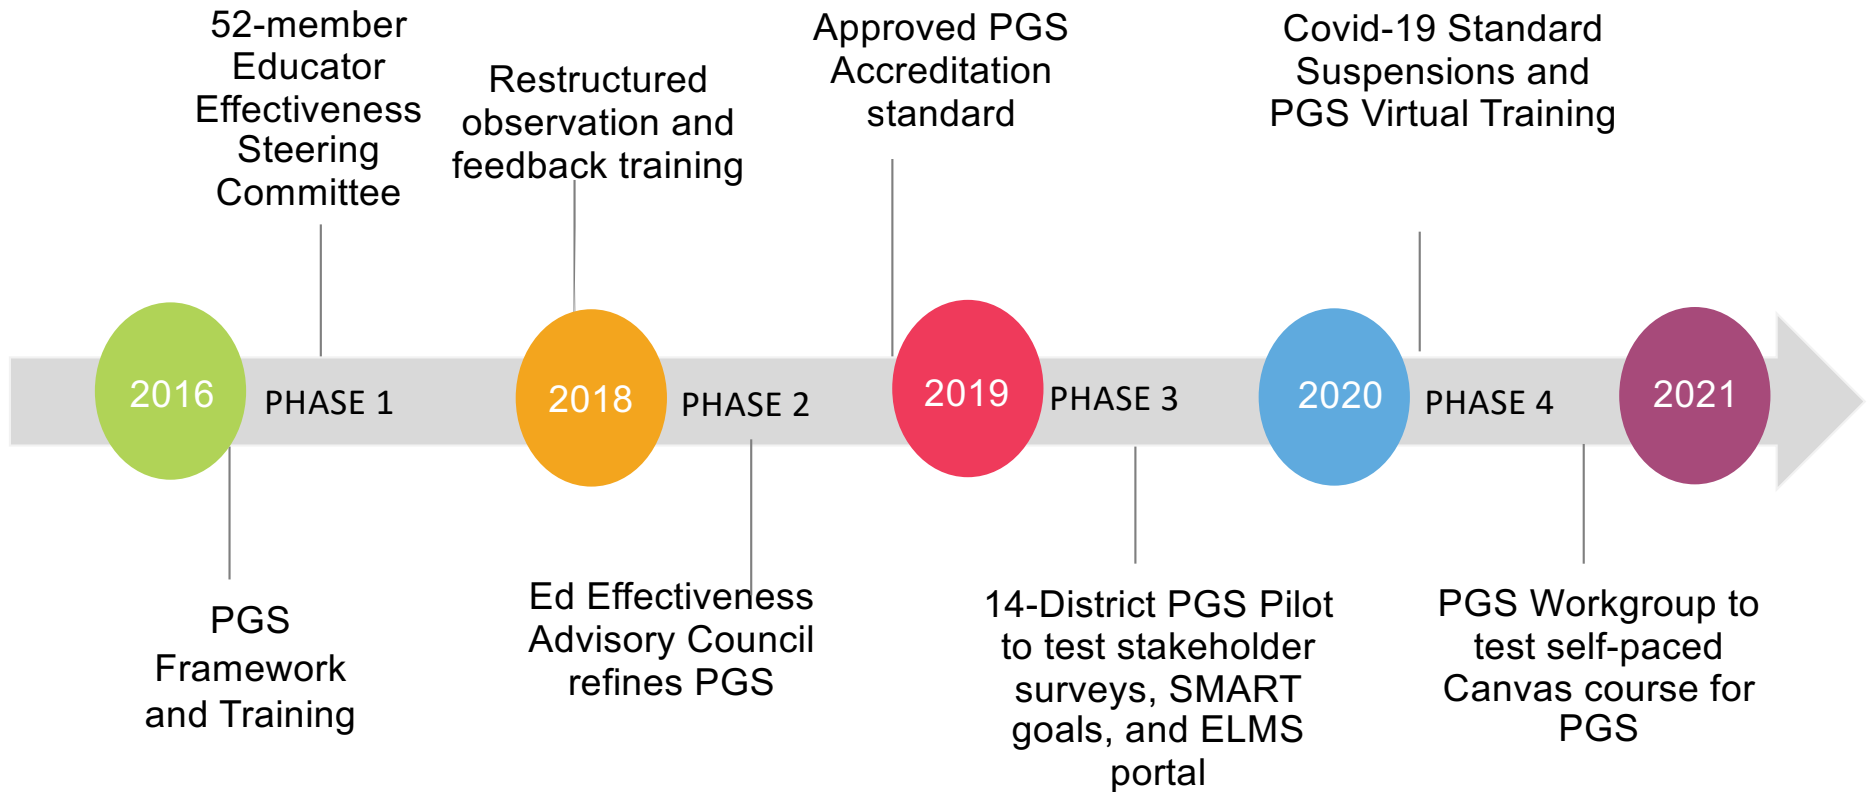 52-member
Educator
Effectiveness
Steering
Committee
Restructured
observation and
feedback training
Approved PGS
Accreditation
standard
Covid-19 Standard
Suspensions and
PGS Virtual Training
2016
PHASE 1
2018
PHASE 2
2019
PHASE 3
2020
PHASE 4
2021
PGS
Framework
and Training
Ed Effectiveness
Advisory Council
refines PGS
14-District PGS Pilot
to test stakeholder
surveys, SMART
goals, and ELMS
portal
PGS Workgroup to
test self-paced
Canvas course for
PGS